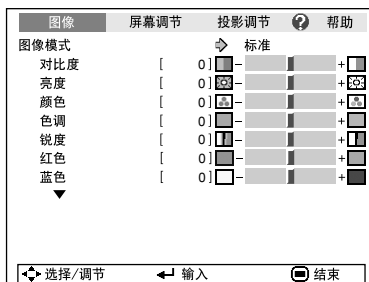 图像 屏幕调节 投影调节 ? 帮助
图像模式 标准
对比度 [ 0 ] - +
亮度 [ 0 ] - +
颜色 [ 0 ] - +
色调 [ 0 ] - +
锐度 [ 0 ] - +
红色 [ 0 ] - +
蓝色 [ 0 ] - +
选择/调节 输入 结束